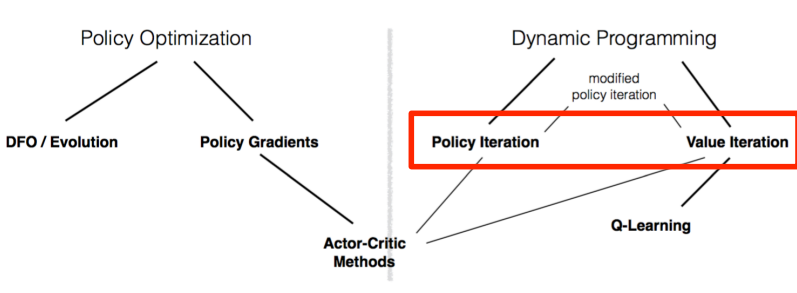 Policy Optimization
Dynamic Programming
modified
policy iteration
DFO / Evolution
Policy Gradients
Policy Iteration
Value Iteration
Q-Learning
Actor-Critic
Methods